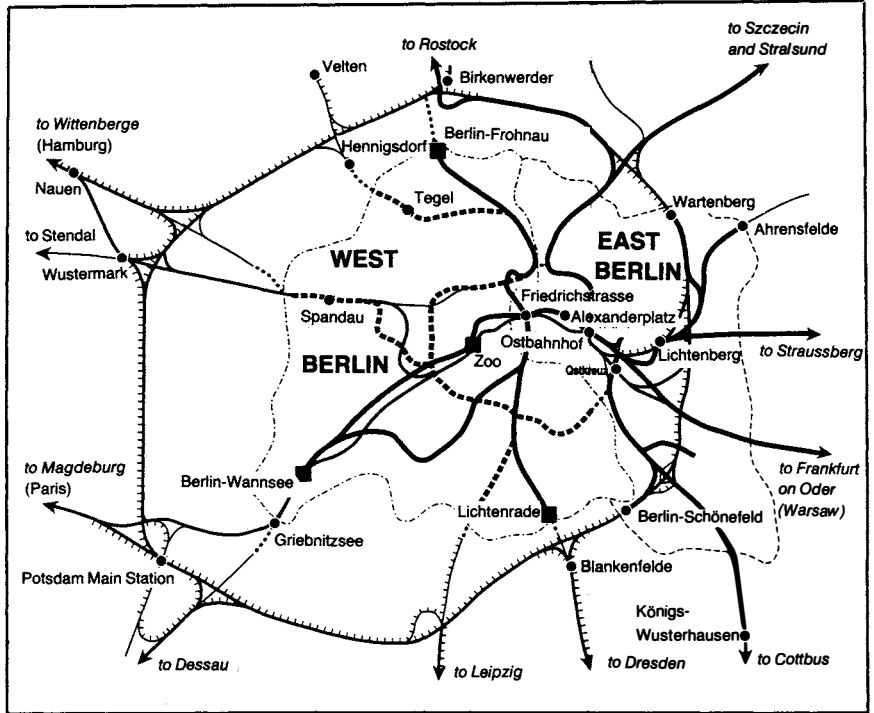 to Rostock
to Szczecin
and Stralsund
Velten
Birkenwerder
to Wittenberge
(Hamburg)
Hennigsdorf
Berlin-Frohnau
Nauen
Tegel
Wartenberg
Ahrensfelde
to Stendal
WEST
EAST
BERLIN
Wustermark
Spandau
Friedrichstrasse
Alexanderplatz
BERLIN
Zoo
Ostbahnhof
Lichtenberg
to Straussberg
Ostkreuz
to Magdeburg
(Paris)
Berlin-Wannsee
Lichtenrade
to Frankfurt
on Oder
(Warsaw)
Griebnitzsee
Berlin-Schönefeld
Potsdam Main Station
Blankenfelde
Königs-
Wusterhausen
to Dessau
to Leipzig
to Dresden
to Cottbus